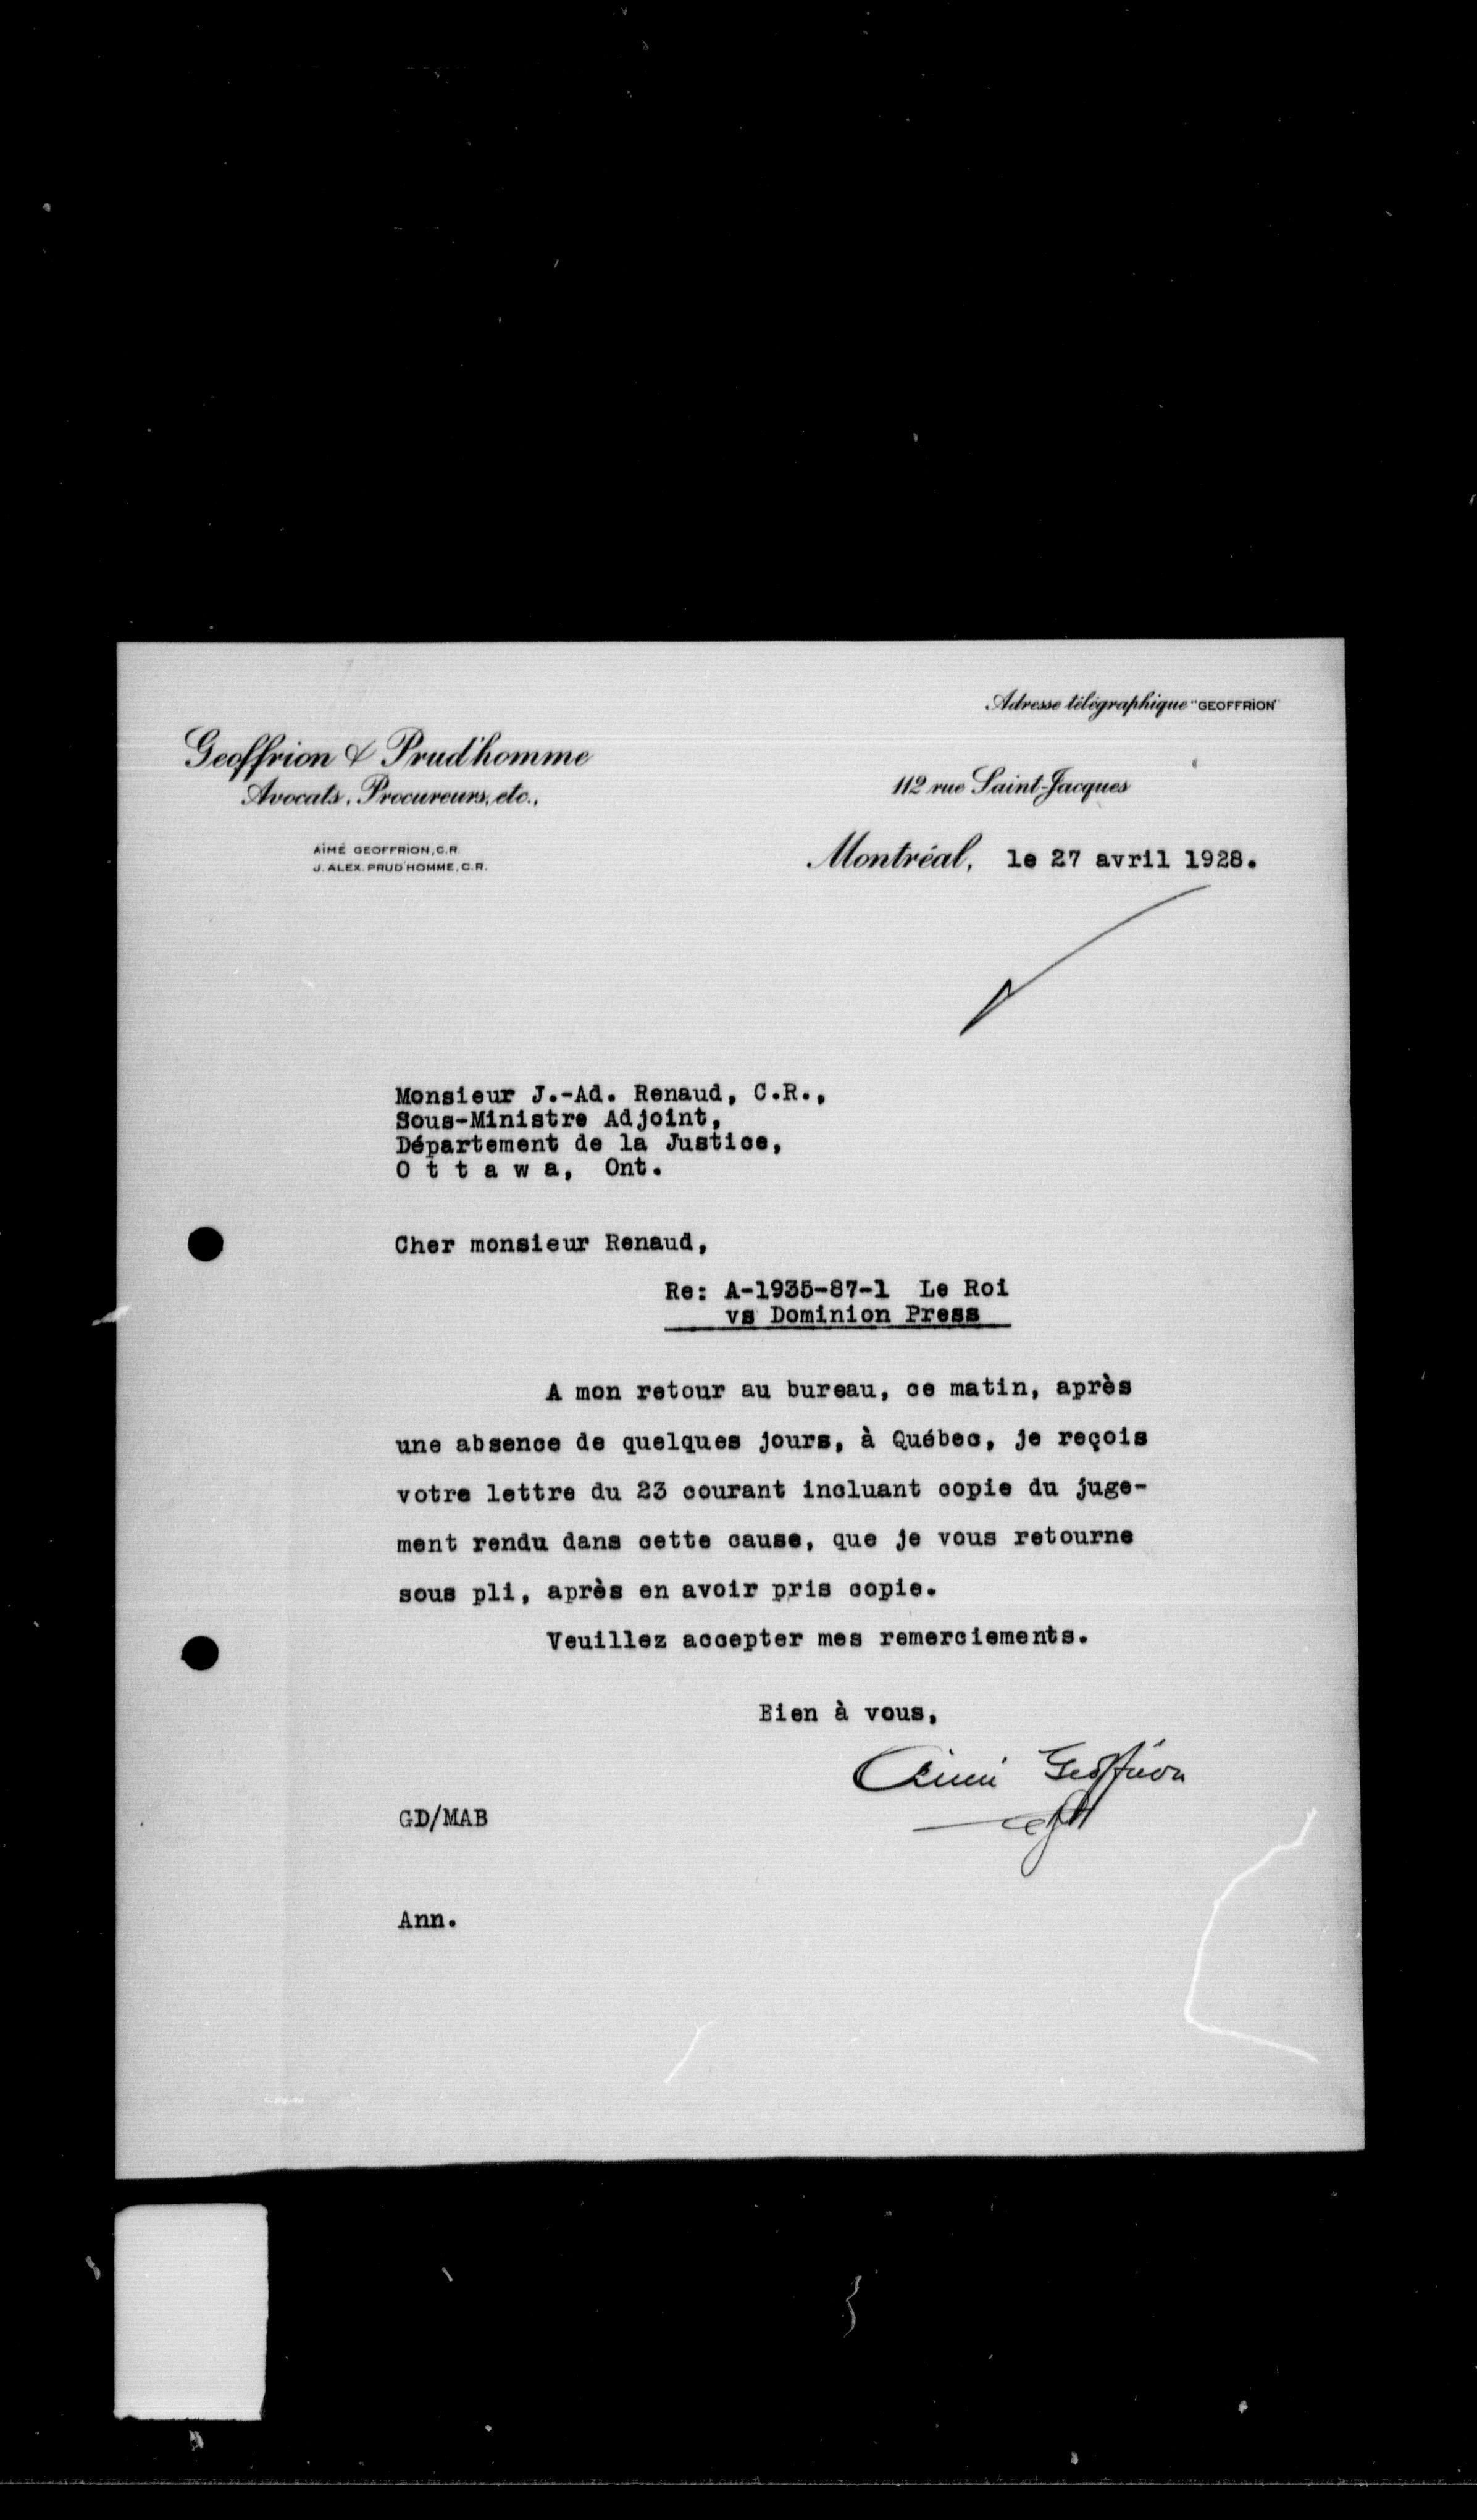 Adresse télégraphique "GEOFFRION"
Geoffrion & Prud'homme
Avocats, Procureurs, etc.,
112 rue Saint-Jacques
AIMÉ GEOFFRION, C.R.
J. ALEX. PRUD'HOMME, C.R.
Montréal, le 27 avril 1928.
Monsieur J.-Ad. Renaud, C.R.,
Sous-Ministre Adjoint,
Département de la Justice,
O t t a w a, Ont.
Cher monsieur Renaud,
Re: A-1935-87-1 Le Roi
vs Dominion Press
A mon retour au bureau, ce matin, après
une absence de quelques jours, à Québec, je reçois
votre lettre du 23 courant incluant copie du juge-
ment rendu dans cette cause, que je vous retourne
sous pli, après en avoir pris copie.
Veuillez accepter mes remerciements.
Bien à vous,
Aimé Geoffrion
GD/MAB
Ann.